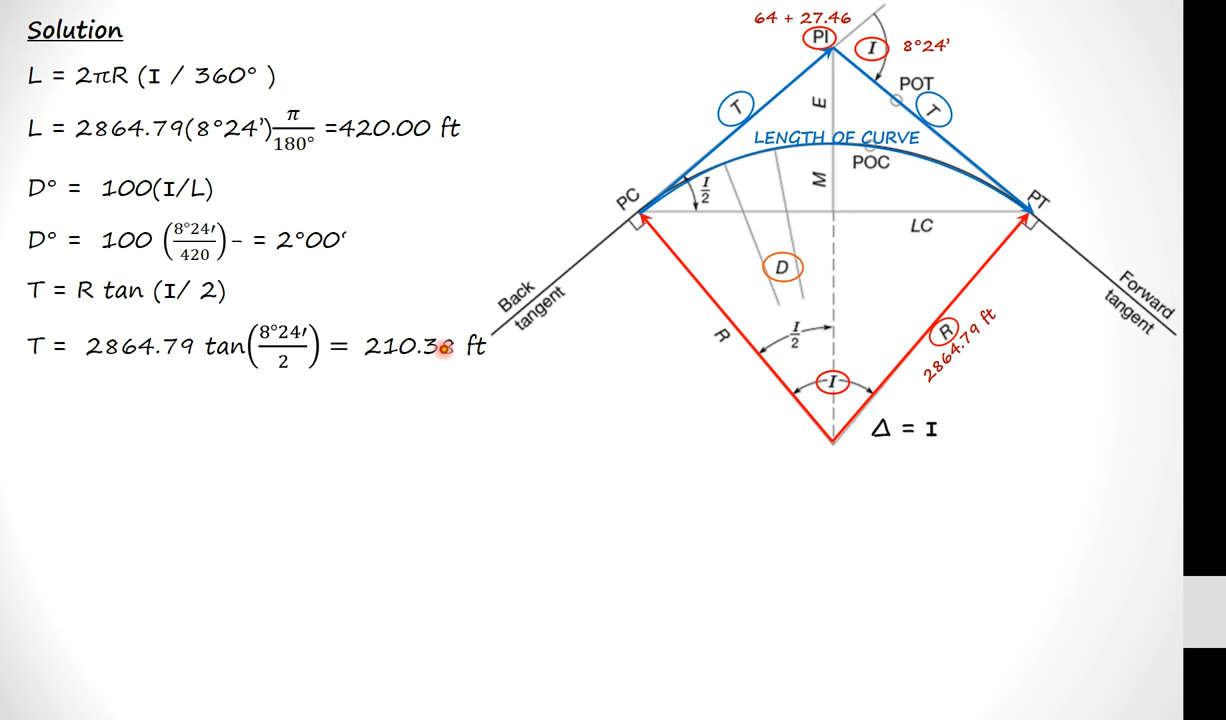 Solution
L = 2πR (I / 360° )
L = 2864.79(8°24’) π/180° =420.00 ft
D° = 100(I/L)
D° = 100 (8°24′/420) - = 2°00‘
T = R tan (I/ 2)
T = 2864.79 tan(8°24′/2) = 210.38 ft
64 + 27.46
PI
I
8°24’
POT
T
T
E
LENGTH OF CURVE
POC
M
I/2
PC
PT
LC
D
Back tangent
Forward tangent
R
I/2
R
2864.79 ft
I
Δ = I